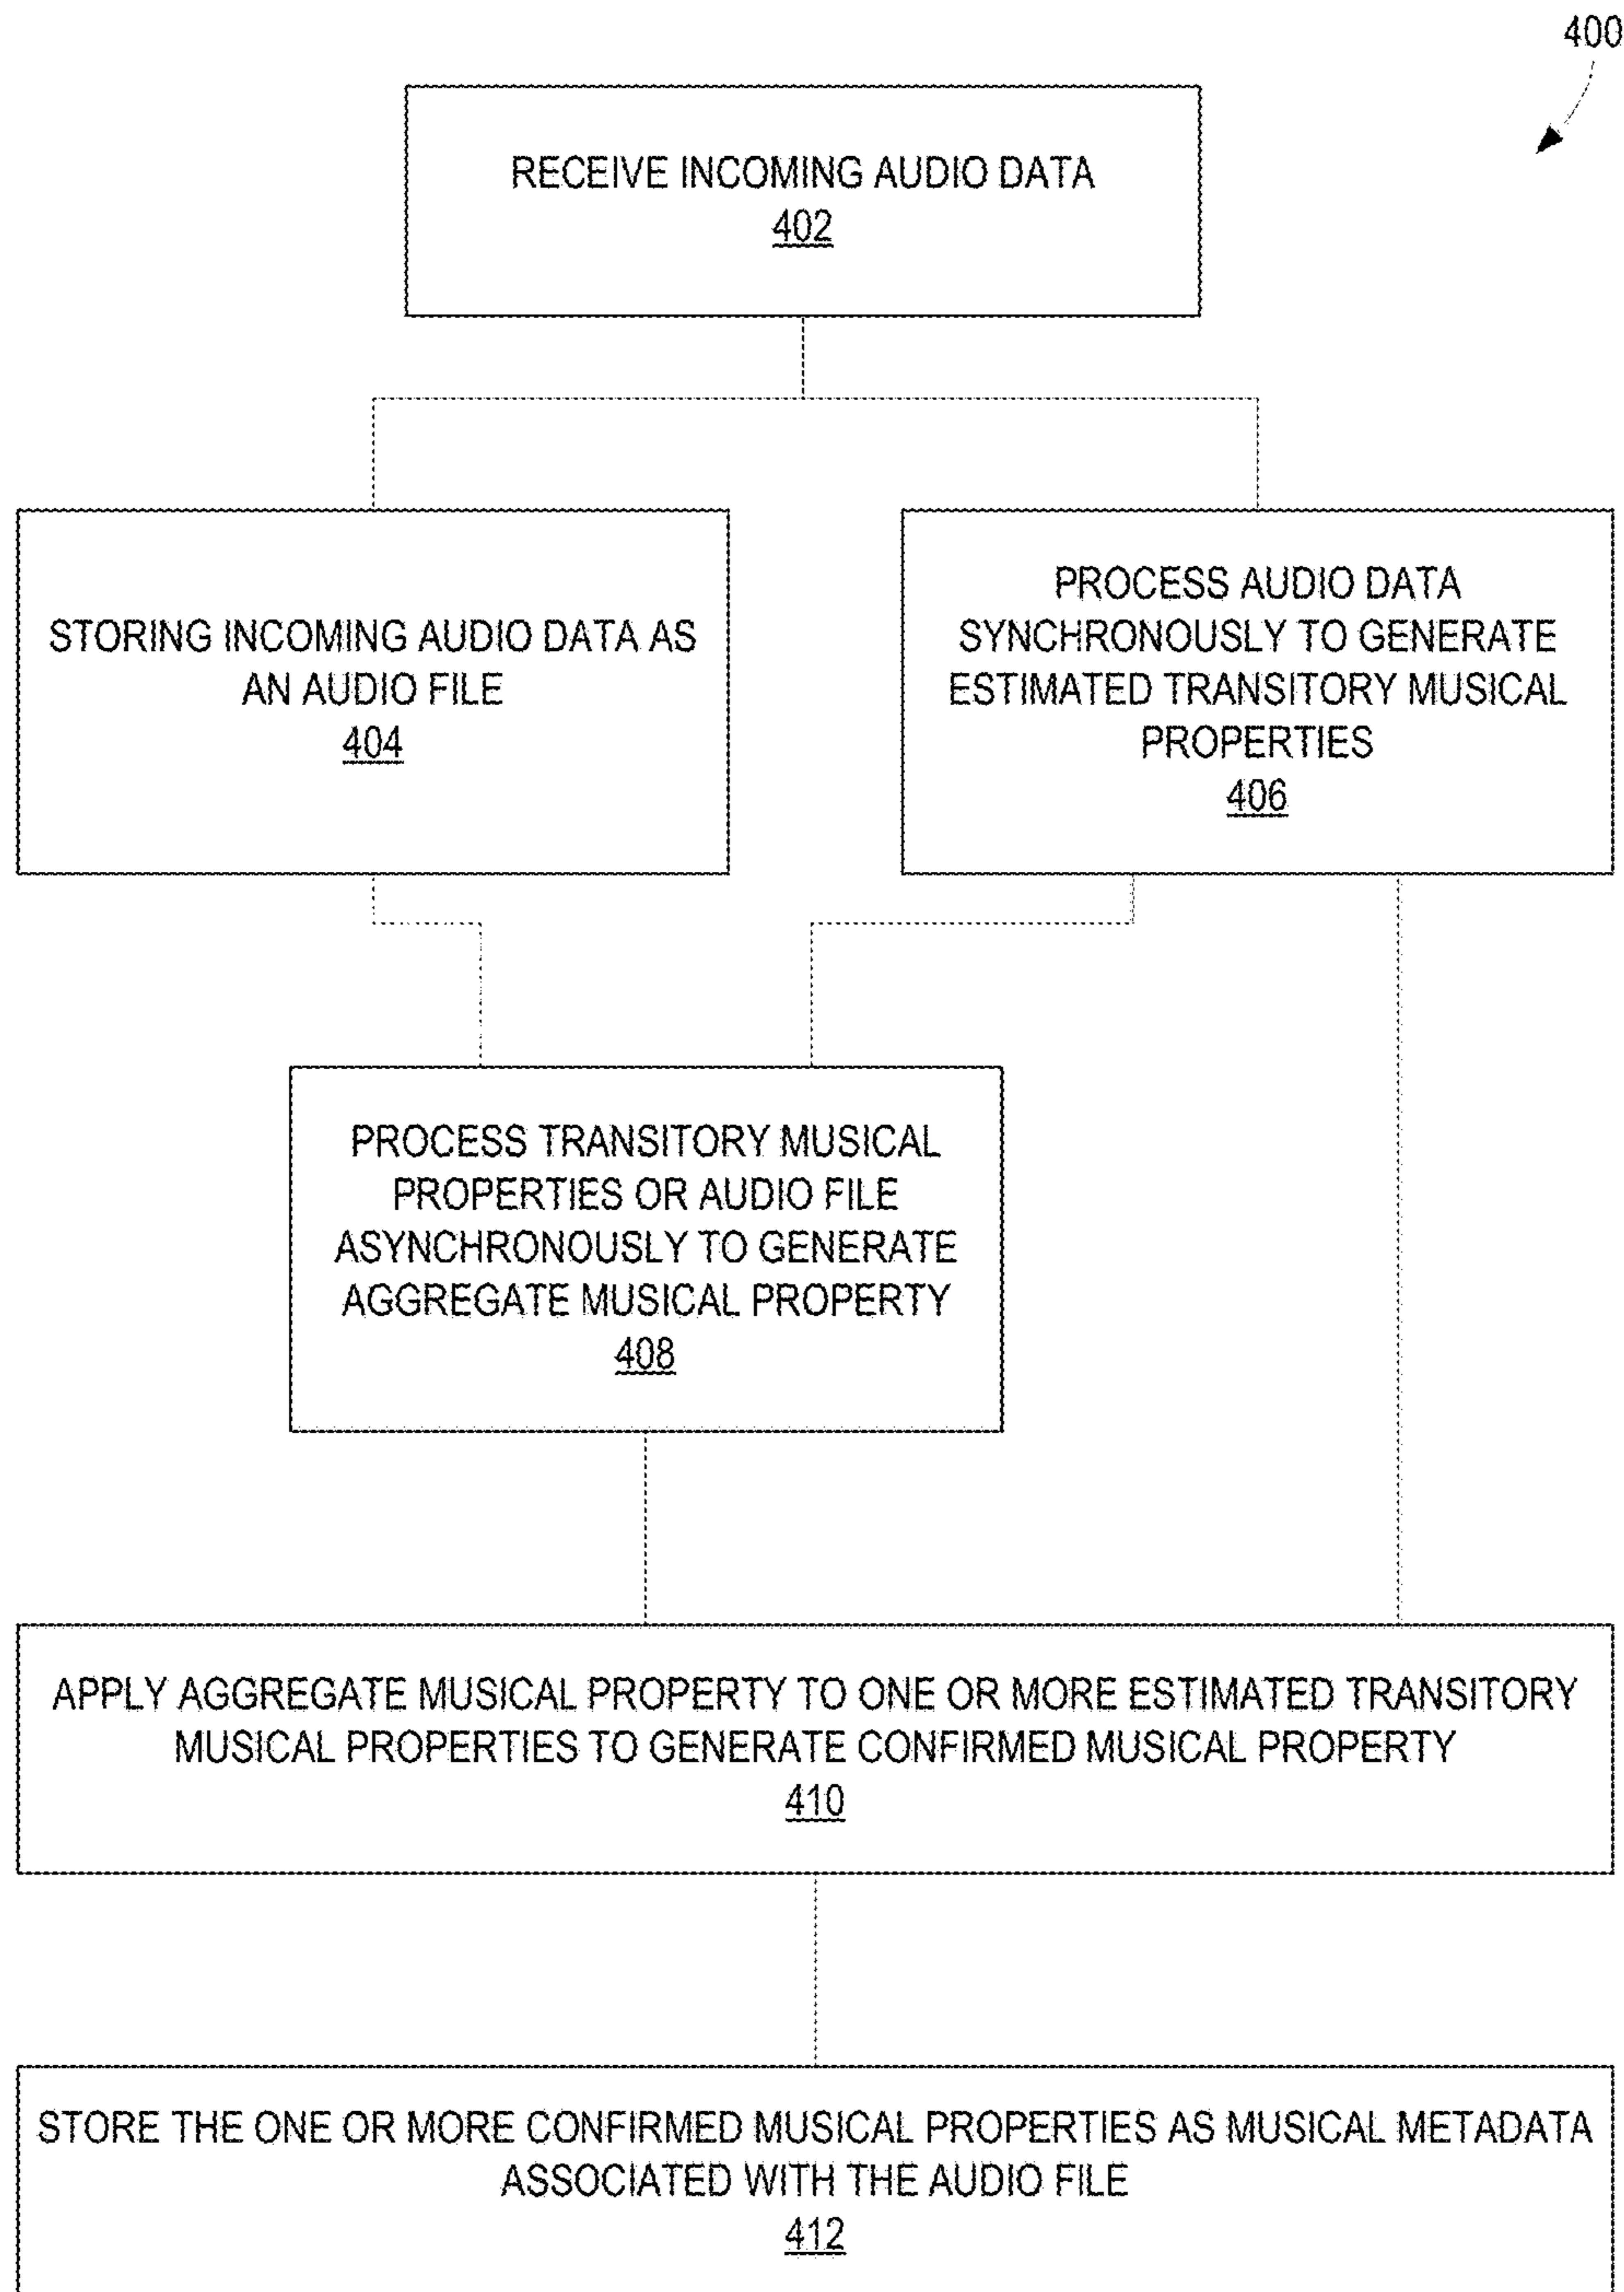 400
RECEIVE INCOMING AUDIO DATA
402
STORING INCOMING AUDIO DATA AS
AN AUDIO FILE
404
PROCESS AUDIO DATA
SYNCHRONOUSLY TO GENERATE
ESTIMATED TRANSITORY MUSICAL
PROPERTIES
406
PROCESS TRANSITORY MUSICAL
PROPERTIES OR AUDIO FILE
ASYNCHRONOUSLY TO GENERATE
AGGREGATE MUSICAL PROPERTY
408
APPLY AGGREGATE MUSICAL PROPERTY TO ONE OR MORE ESTIMATED TRANSITORY
MUSICAL PROPERTIES TO GENERATE CONFIRMED MUSICAL PROPERTY
410
STORE THE ONE OR MORE CONFIRMED MUSICAL PROPERTIES AS MUSICAL METADATA
ASSOCIATED WITH THE AUDIO FILE
412